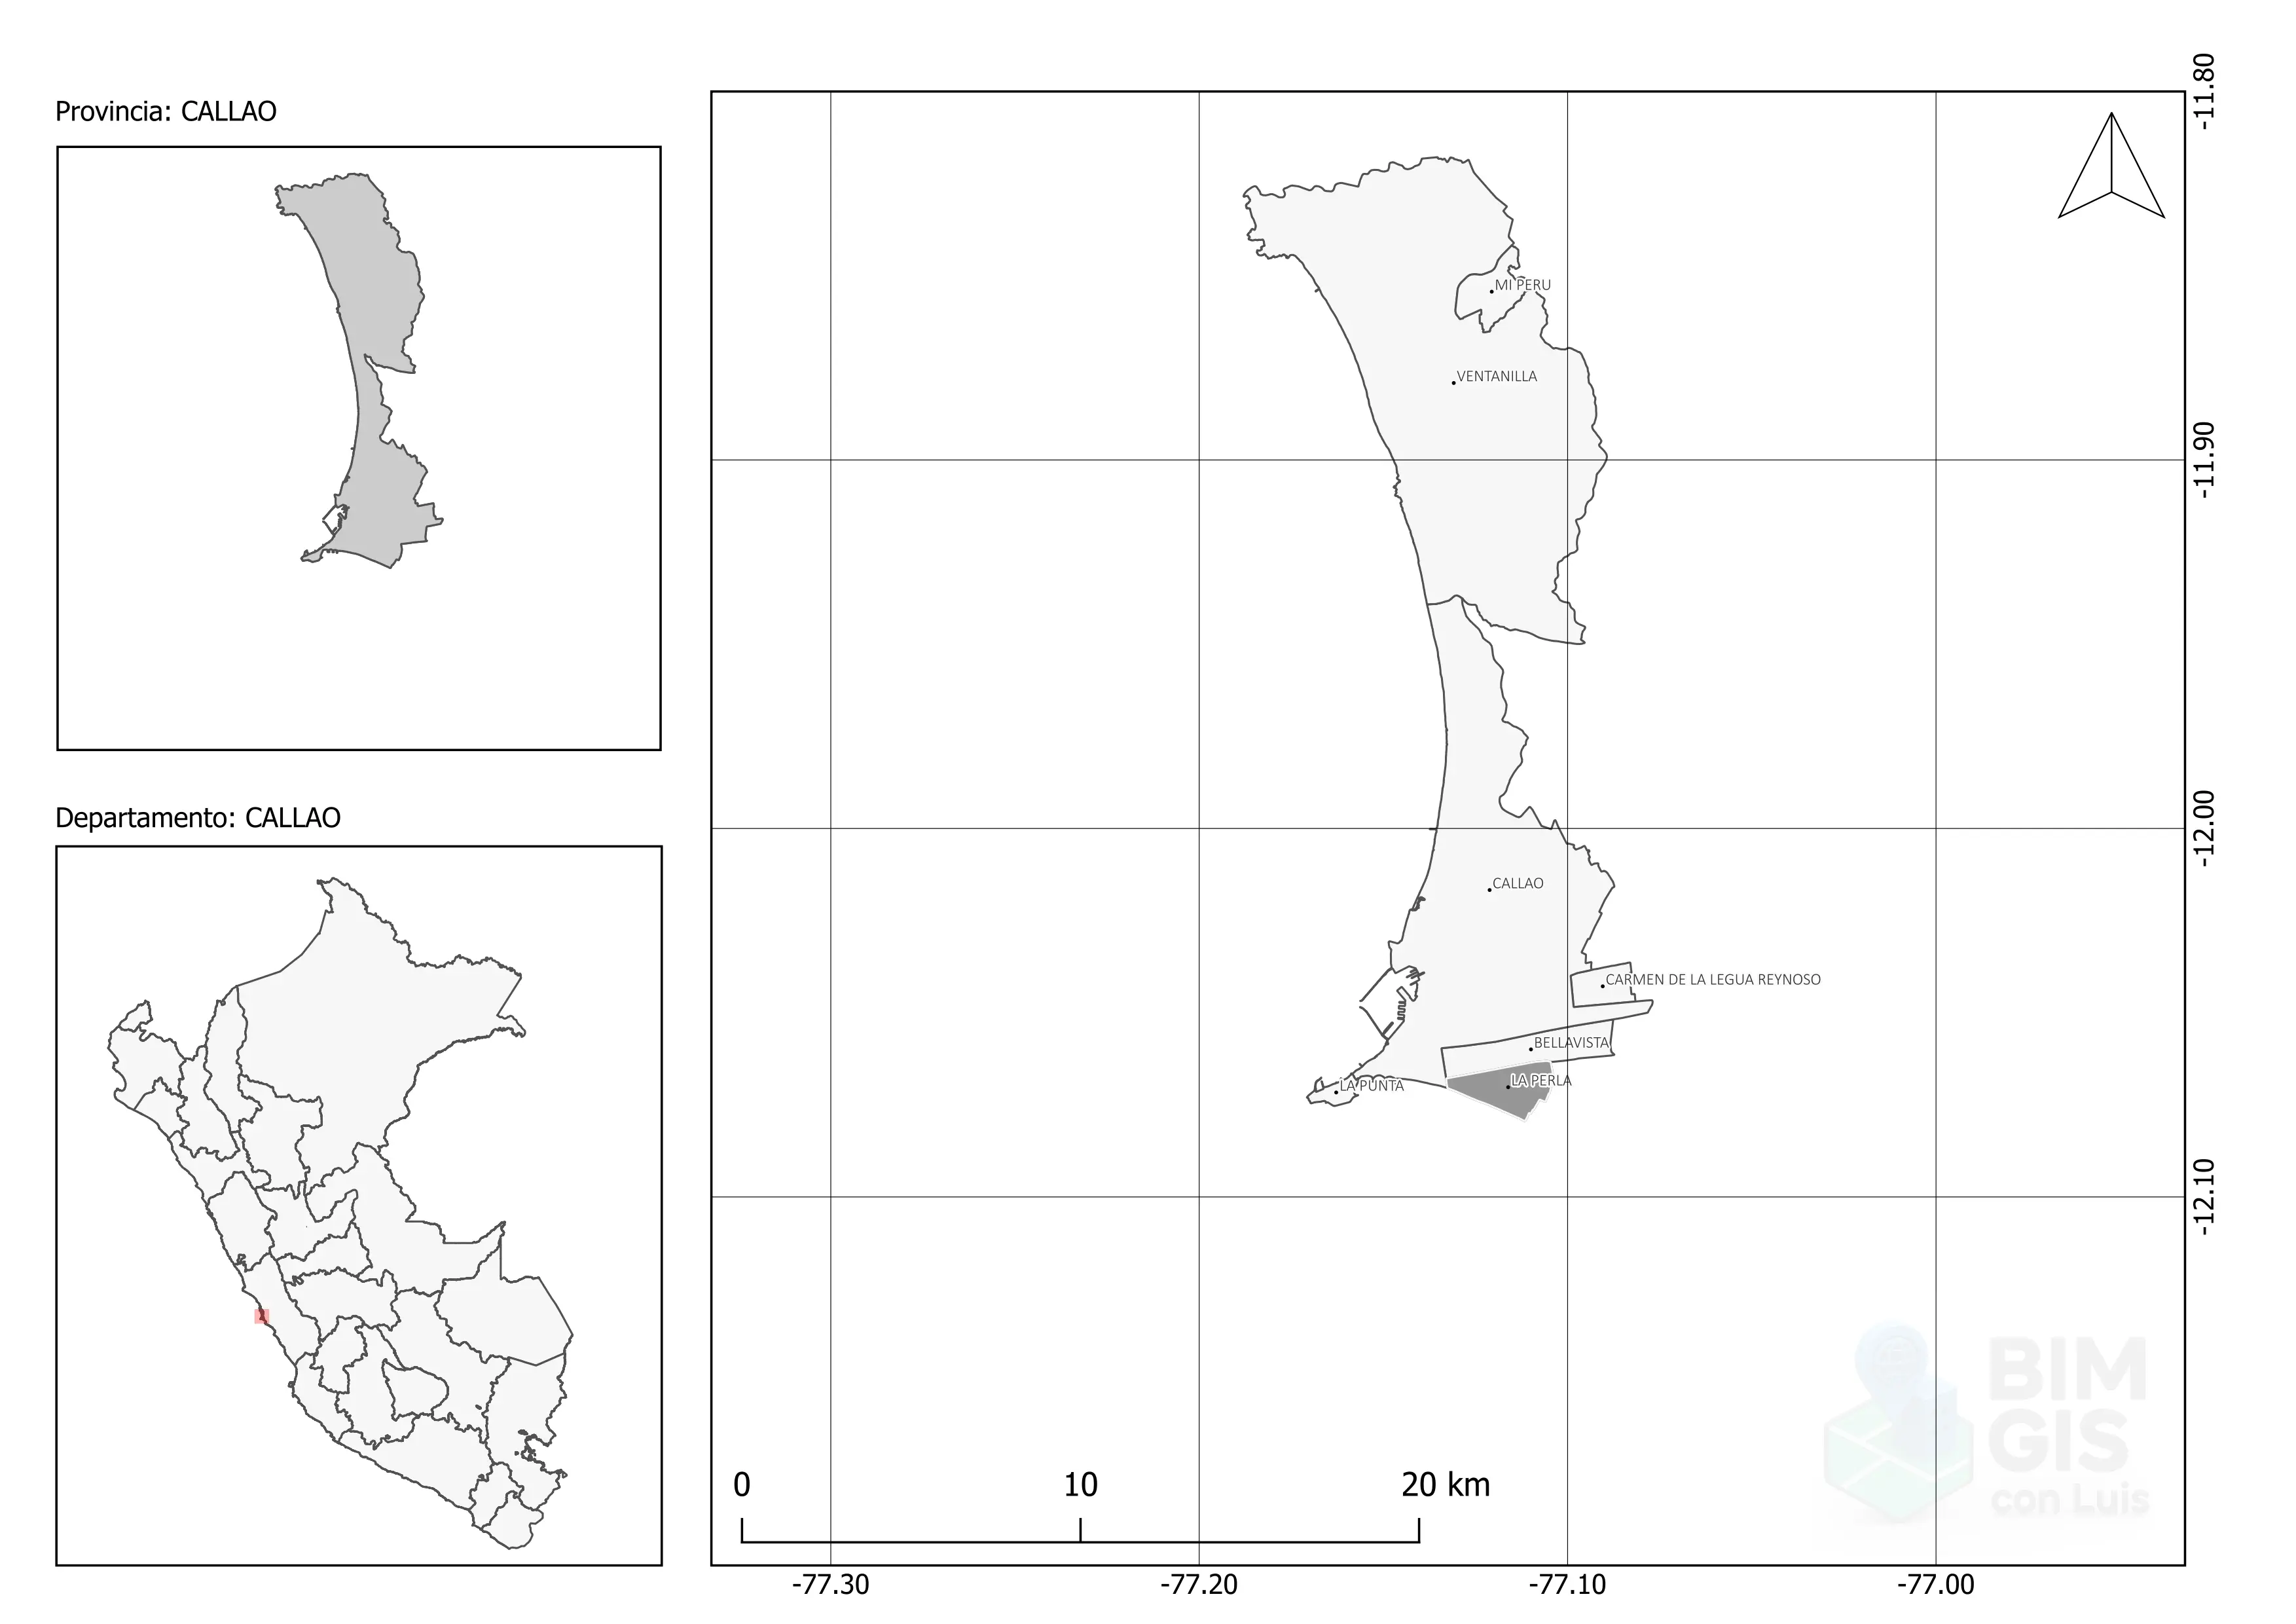 Provincia: CALLAO
Departamento: CALLAO
MI PERU
VENTANILLA
CALLAO
CARMEN DE LA LEGUA REYNOSO
BELLAVISTA
LA PERLA
LA PUNTA
-11.80
-11.90
-12.00
-12.10
0 10 20 km
-77.30 -77.20 -77.10 -77.00
BIM
GIS
con Luis